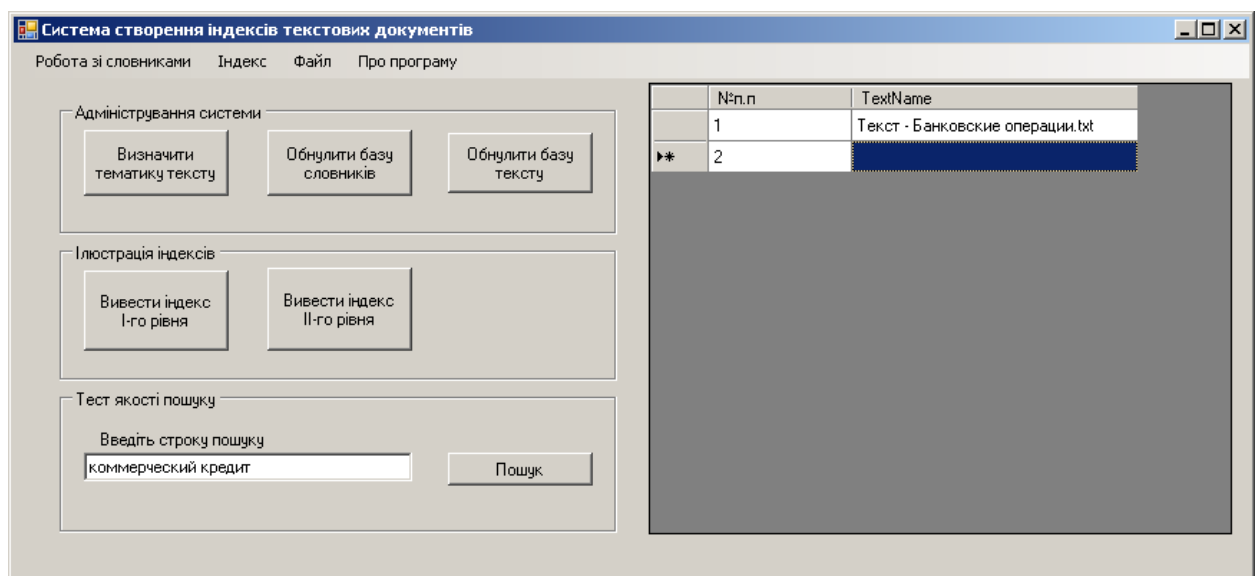 Система створення індексів текстових документів
Робота зі словниками Індекс Файл Про програму
Адміністрування системи
Визначити
тематику тексту
Обнулити базу
словників
Обнулити базу
тексту
Ілюстрація індексів
Вивести індекс
І-го рівня
Вивести індекс
ІІ-го рівня
Тест якості пошуку
Введіть строку пошуку
коммерческий кредит
Пошук
№п.п TextName
1 Текст - Банковские операции.txt
2